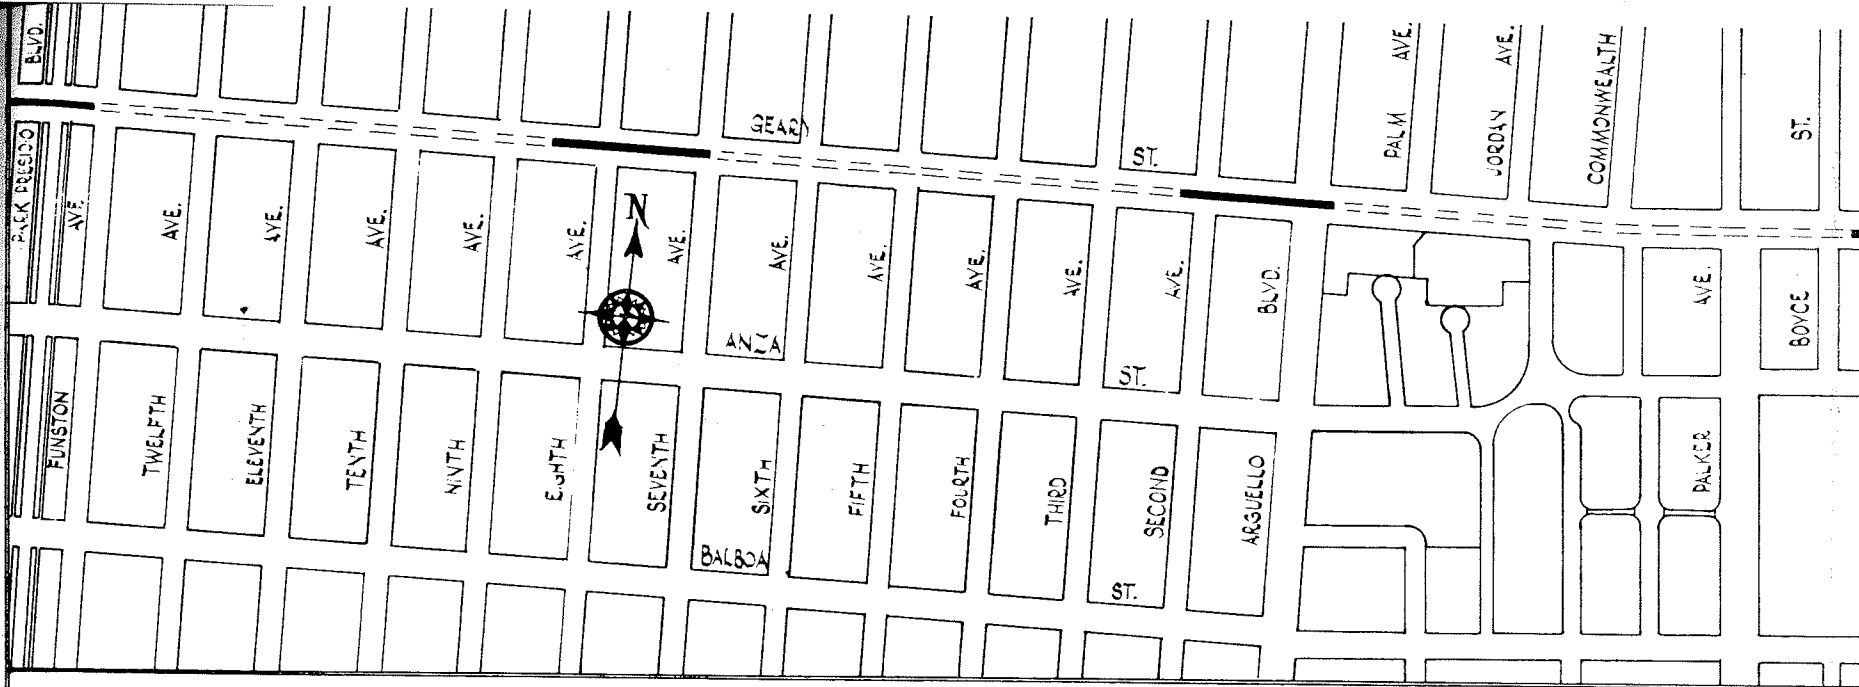 BLVD.
PARK PRESIDIO
FUNSTON AVE.
TWELFTH AVE.
ELEVENTH AVE.
TENTH AVE.
NINTH AVE.
EIGHTH AVE.
SEVENTH AVE.
SIXTH AVE.
FIFTH AVE.
FOURTH AVE.
THIRD AVE.
SECOND AVE.
ARGUELLO BLVD.
PALM AVE.
JORDAN AVE.
COMMONWEALTH
PARKER AVE.
BOYCE
ST.
GEARY ST.
ANZA ST.
BALBOA ST.
N